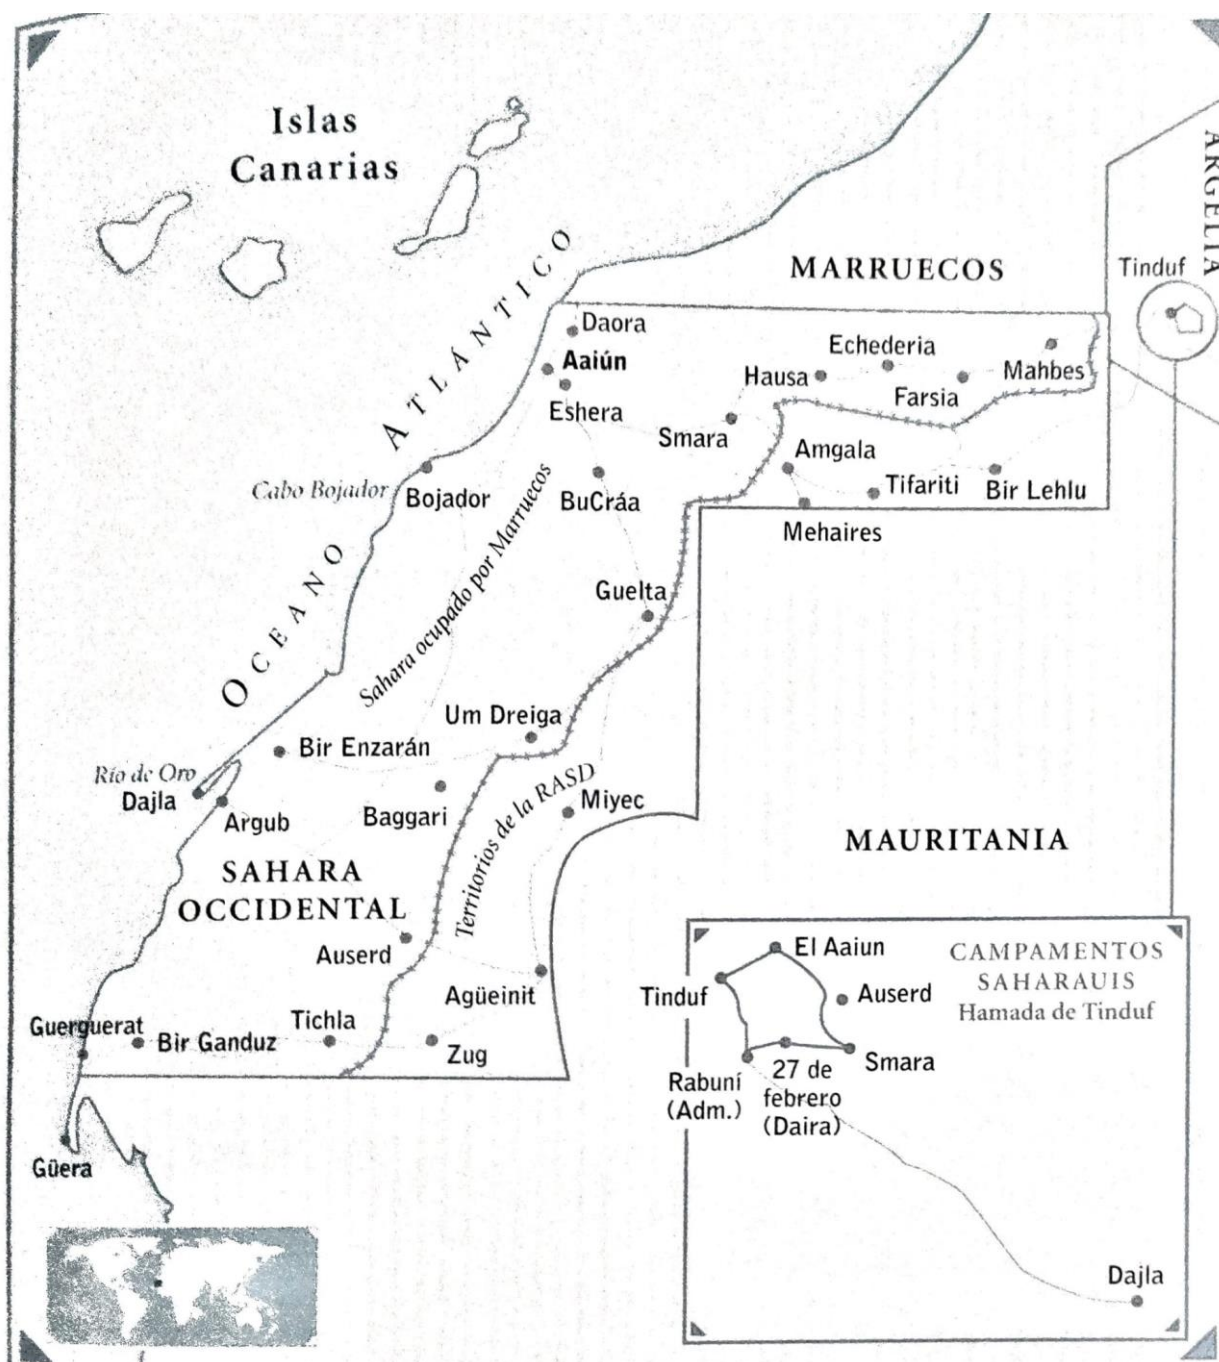 Islas
Canarias
ARGELIA
OCEANO ATLÁNTICO
MARRUECOS
Tinduf
Daora
Aaiún
Eshera
Echederia
Hausa
Mahbes
Farsia
Smara
Amgala
Cabo Bojador
Bojador
BuCráa
Tifariti
Bir Lehlu
Mehaires
Sahara ocupado por Marruecos
Guelta
Um Dreiga
Bir Enzarán
Río de Oro
Dajla
Argub
Baggari
Territorios de la RASD
Miyec
MAURITANIA
SAHARA
OCCIDENTAL
Auserd
Agüeinit
Guerguerat
Bir Ganduz
Tichla
Zug
Güera
El Aaiun
CAMPAMENTOS
SAHARAUIS
Hamada de Tinduf
Tinduf
Auserd
Smara
Rabuní
(Adm.)
27 de
febrero
(Daira)
Dajla